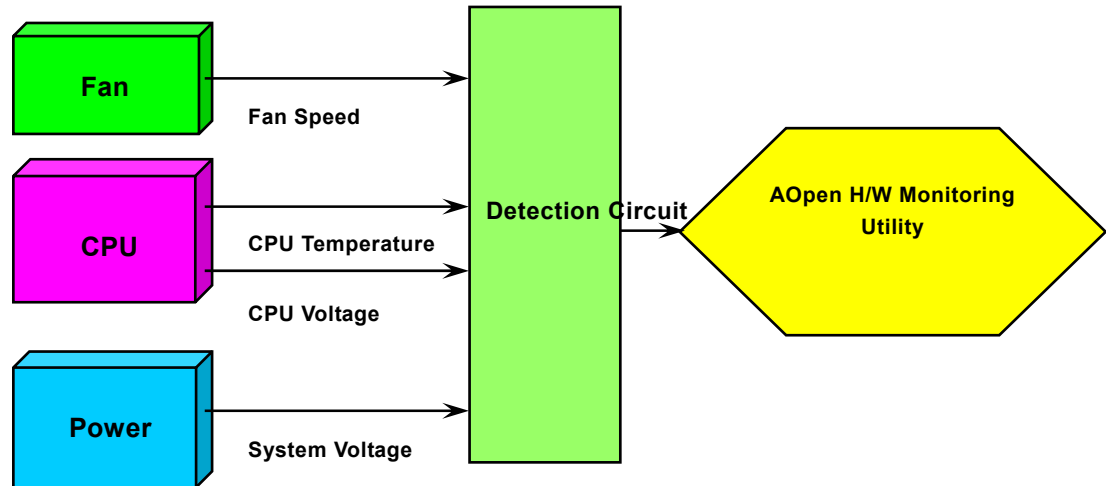 Fan
Fan Speed
CPU
CPU Temperature
CPU Voltage
Power
System Voltage
Detection Circuit
AOpen H/W Monitoring
Utility